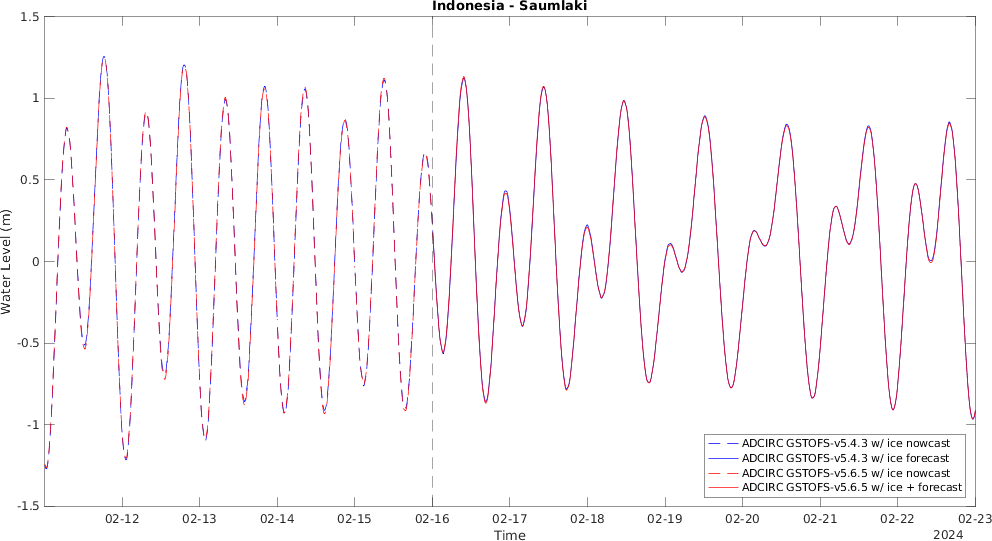 Indonesia - Saumlaki
1.5
1
0.5
0
-0.5
-1
-1.5
Water Level (m)
ADCIRC GSTOFS-v5.4.3 w/ ice nowcast
ADCIRC GSTOFS-v5.4.3 w/ ice forecast
ADCIRC GSTOFS-v5.6.5 w/ ice nowcast
ADCIRC GSTOFS-v5.6.5 w/ ice + forecast
02-12 02-13 02-14 02-15 02-16 02-17 02-18 02-19 02-20 02-21 02-22 02-23
Time
2024